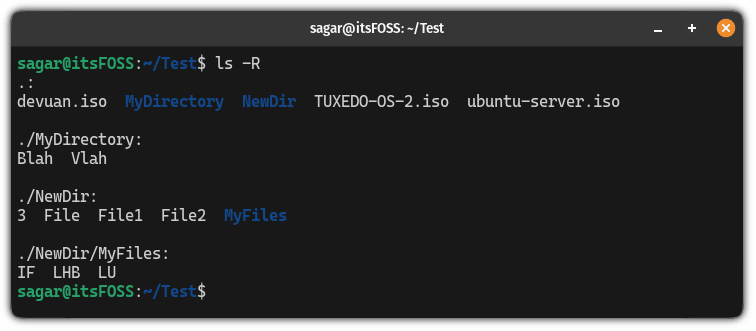 sagar@itsFOSS: ~/Test
sagar@itsFOSS:~/Test$ ls -R
.:
devuan.iso  MyDirectory  NewDir  TUXEDO-OS-2.iso  ubuntu-server.iso

./MyDirectory:
Blah  Vlah

./NewDir:
3  File  File1  File2  MyFiles

./NewDir/MyFiles:
IF  LHB  LU
sagar@itsFOSS:~/Test$